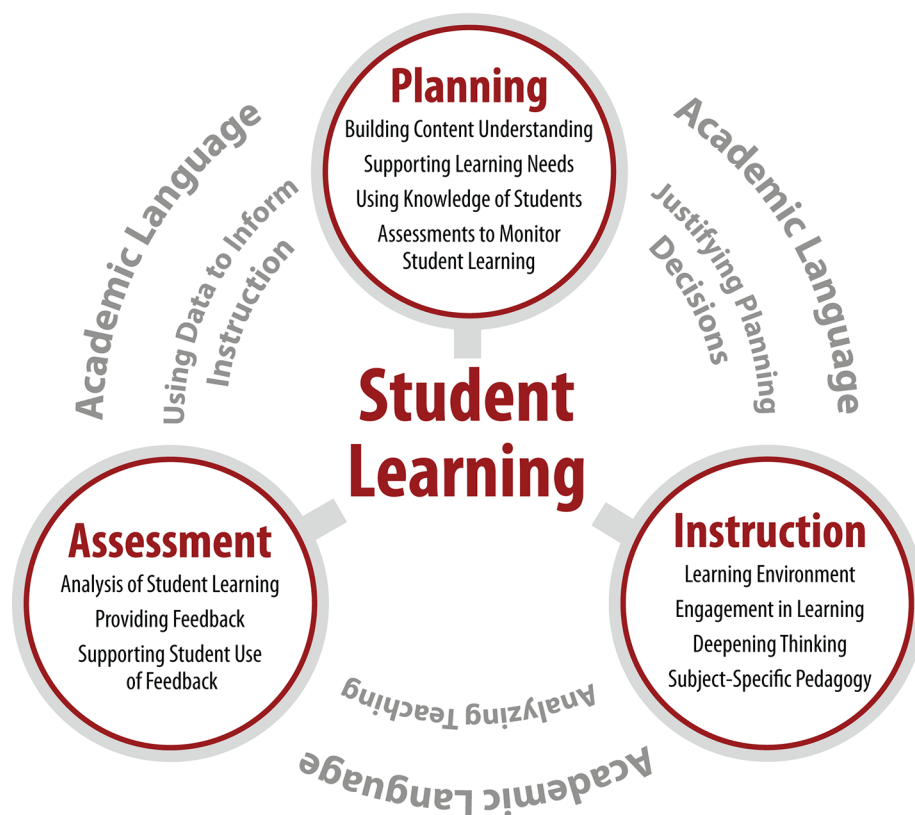 Planning
Building Content Understanding
Supporting Learning Needs
Using Knowledge of Students
Assessments to Monitor
Student Learning
Academic Language
Using Data to Inform
Instruction
Academic Language
Justifying Planning
Decisions
Student
Learning
Assessment
Analysis of Student Learning
Providing Feedback
Supporting Student Use
of Feedback
Instruction
Learning Environment
Engagement in Learning
Deepening Thinking
Subject-Specific Pedagogy
Analyzing Teaching
Academic Language